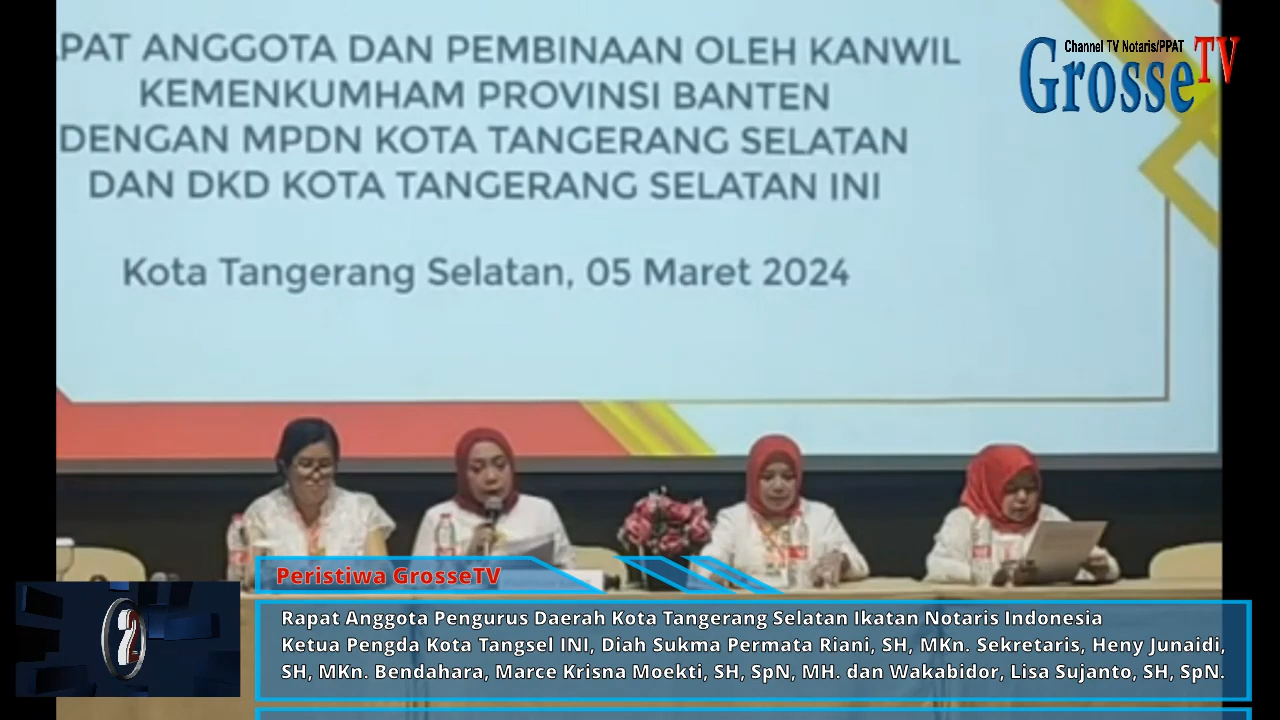 PAT ANGGOTA DAN PEMBINAAN OLEH KANWIL
KEMENKUMHAM PROVINSI BANTEN
DENGAN MPDN KOTA TANGERANG SELATAN
DAN DKD KOTA TANGERANG SELATAN INI
Kota Tangerang Selatan, 05 Maret 2024
Channel TV Notaris/PPAT
GrosseTV
Peristiwa GrosseTV
2
Rapat Anggota Pengurus Daerah Kota Tangerang Selatan Ikatan Notaris Indonesia
Ketua Pengda Kota Tangsel INI, Diah Sukma Permata Riani, SH, MKn. Sekretaris, Heny Junaidi,
SH, MKn. Bendahara, Marce Krisna Moekti, SH, SpN, MH. dan Wakabidor, Lisa Sujanto, SH, SpN.